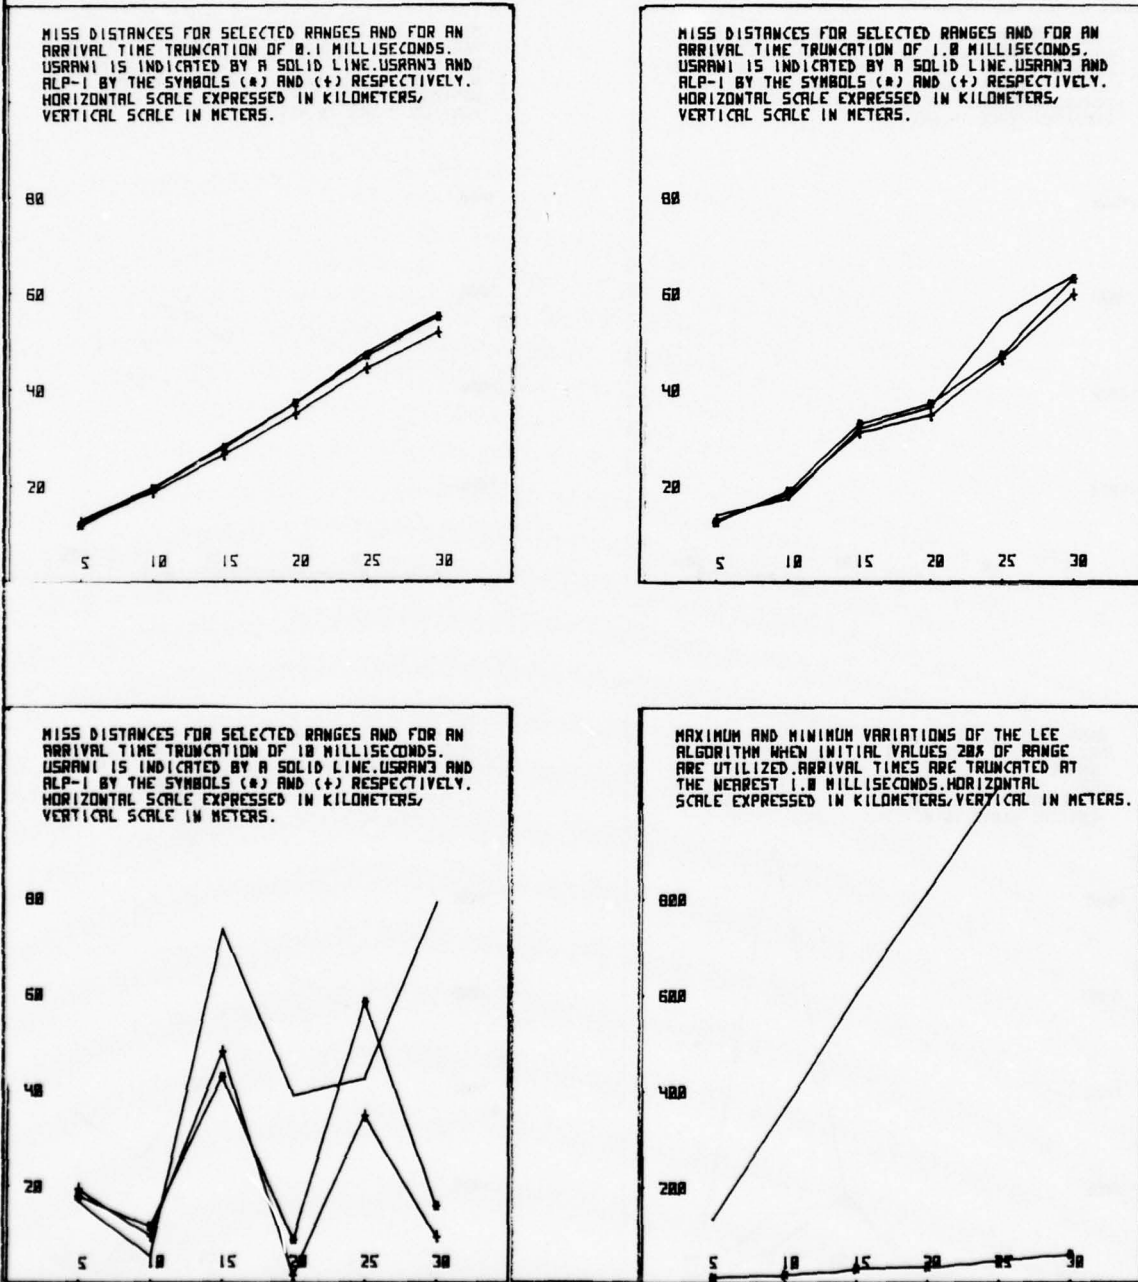 MISS DISTANCES FOR SELECTED RANGES AND FOR AN
ARRIVAL TIME TRUNCATION OF 0.1 MILLISECONDS.
USRAN1 IS INDICATED BY A SOLID LINE.USRAN3 AND
ALP-1 BY THE SYMBOLS (*) AND (+) RESPECTIVELY.
HORIZONTAL SCALE EXPRESSED IN KILOMETERS,
VERTICAL SCALE IN METERS.
80
60
40
20
5 10 15 20 25 30
MISS DISTANCES FOR SELECTED RANGES AND FOR AN
ARRIVAL TIME TRUNCATION OF 1.0 MILLISECONDS.
USRAN1 IS INDICATED BY A SOLID LINE.USRAN3 AND
ALP-1 BY THE SYMBOLS (*) AND (+) RESPECTIVELY.
HORIZONTAL SCALE EXPRESSED IN KILOMETERS,
VERTICAL SCALE IN METERS.
80
60
40
20
5 10 15 20 25 30
MISS DISTANCES FOR SELECTED RANGES AND FOR AN
ARRIVAL TIME TRUNCATION OF 10 MILLISECONDS.
USRAN1 IS INDICATED BY A SOLID LINE.USRAN3 AND
ALP-1 BY THE SYMBOLS (*) AND (+) RESPECTIVELY.
HORIZONTAL SCALE EXPRESSED IN KILOMETERS,
VERTICAL SCALE IN METERS.
80
60
40
20
5 10 15 20 25 30
MAXIMUM AND MINIMUM VARIATIONS OF THE LEE
ALGORITHM WHEN INITIAL VALUES 20% OF RANGE
ARE UTILIZED.ARRIVAL TIMES ARE TRUNCATED AT
THE NEAREST 1.0 MILLISECONDS.HORIZONTAL
SCALE EXPRESSED IN KILOMETERS,VERTICAL IN METERS.
800
600
400
200
5 10 15 20 25 30